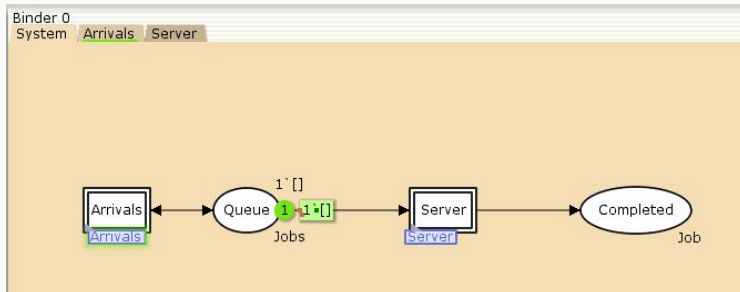 Binder 0
System Arrivals Server
1`[]
Arrivals Queue 1 1`[] Server Completed
Arrivals Jobs Server Job